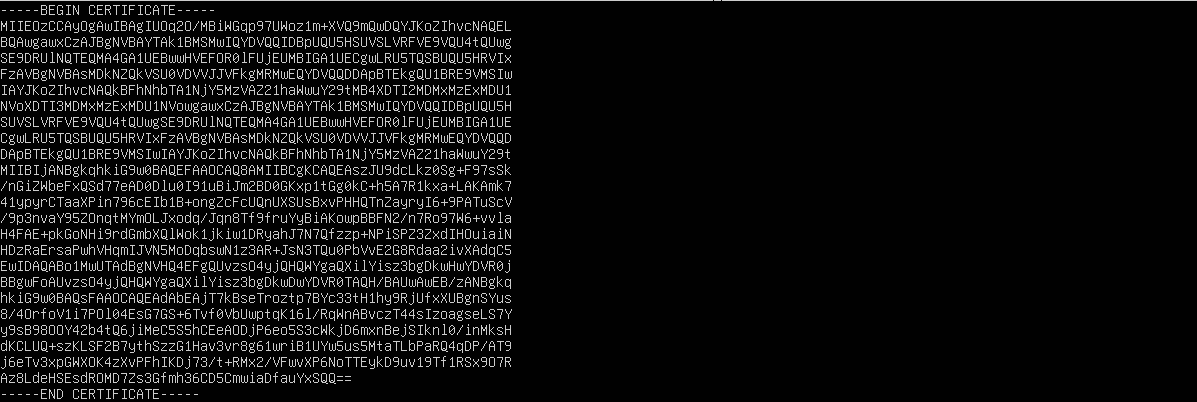 -----BEGIN CERTIFICATE-----
MIIEOzCCAyOgAwIBAgIUOq2O/MBiWGqp97UWoz1m+XVQ9mQwDQYJKoZIhvcNAQEL
BQAwgawxCzAJBgNVBAYTAk1BMSMwIQYDVQQIDBpUQU5HSUVSLVRFVE9VQU4tQUwg
SE9DRUlNQTEQMA4GA1UEBwwHVEFOR0lFUjEUMBIGA1UECgwLRU5TQSBUQU5HRVIx
FzAVBgNVBAsMDkNZQkVSU0VDVVJJVFkgMRMwEQYDVQQDDApBTEkgQU1BRE9VMSIw
IAYJKoZIhvcNAQkBFhNhbTA1NjY5MzVAZ21haWwuY29tMB4XDTI2MDMxMzExMDU1
NVoXDTI3MDMxMzExMDU1NVowgawxCzAJBgNVBAYTAk1BMSMwIQYDVQQIDBpUQU5H
SUVSLVRFVE9VQU4tQUwgSE9DRUlNQTEQMA4GA1UEBwwHVEFOR0lFUjEUMBIGA1UE
CgwLRU5TQSBUQU5HRVIxFzAVBgNVBAsMDkNZQkVSU0VDVVJJVFkgMRMwEQYDVQQD
DApBTEkgQU1BRE9VMSIwIAYJKoZIhvcNAQkBFhNhbTA1NjY5MzVAZ21haWwuY29t
MIIBIjANBgkqhkiG9w0BAQEFAAOCAQ8AMIIBCgKCAQEAszJU9dcLkz0Sg+F97sSk
/nGiZWbeFxQSd77eAD0Dlu0I91uBiJm2BD0GKxp1tGg0kC+h5A7R1kxa+LAKAmk7
41ypyrCTaaXPin796cEIb1B+ongZcFcUQnUXSUsBxvPHHQTnZayryI6+9PATuScV
/9p3nvaY95ZOnqtMYmOLJxodq/Jqn8Tf9fruYyBiAKowpBBFN2/n7Ro97W6+vvla
H4FAE+pkGoNHi9rdGmbXQlWok1jkiw1DRyahJ7N7Qfzzp+NPiSPZ3ZxdIHOuiaiN
HDzRaErsaPwhVHqmIJVN5MoDqbswN1z3AR+JsN3TQu0PbVvE2G8Rdaa2ivXAdqC5
EwIDAQABo1MwUTAdBgNVHQ4EFgQUvzsO4yjQHQWYgaQXilYisz3bgDkwHwYDVR0j
BBgwFoAUvzsO4yjQHQWYgaQXilYisz3bgDkwDwYDVR0TAQH/BAUwAwEB/zANBgkq
hkiG9w0BAQsFAAOCAQEAdAbEAjT7kBseTroztp7BYc33tH1hy9RjUfxXUBgnSYus
8/4OrfoV1i7POl04EsG7GS+6Tvf0VbUwptqK16l/RqWnABvczT44sIzoagseLS7Y
y9sB98OOY42b4tQ6jiMeC5S5hCEeAODjP6eo5S3cWkjD6mxnBejSIknl0/inMksH
dKCLUQ+szKLSF2B7ythSzzG1Hav3vr8g61wriB1UYw5us5MtaTLbPaRQ4qDP/AT9
j6eTv3xpGWXOK4zXvPFhIKDj73/t+RMx2/VFwvXP6NoTTEykD9uv19Tf1RSx9O7R
Az8LdeHSEsdROMD7Zs3Gfmh36CD5CmwiaDfauYxSQQ==
-----END CERTIFICATE-----